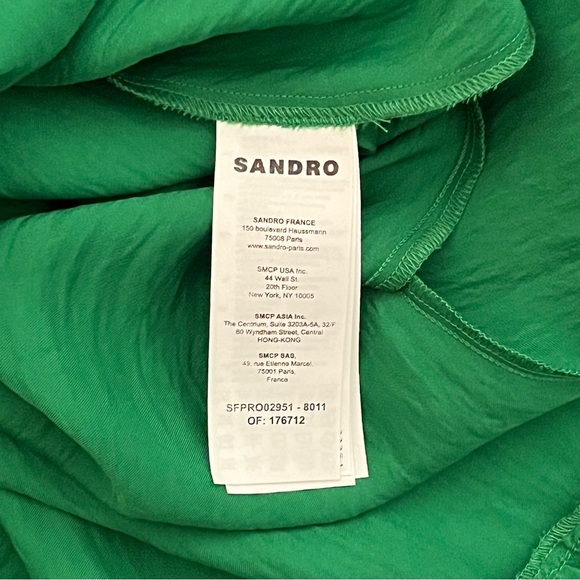 SANDRO
SANDRO FRANCE
150 boulevard Haussmann
75008 Paris
www.sandro-paris.com
SMCP USA Inc.
44 Wall St.
20th Floor
New York, NY 10005
SMCP ASIA Inc.
The Centrium, Suite 3203A-5A, 32/F
60 Wyndham Street, Central
HONG-KONG
SMCP SAS,
49, rue Etienne Marcel,
75001 Paris,
France
SFPRO02951 - 8011
OF: 176712